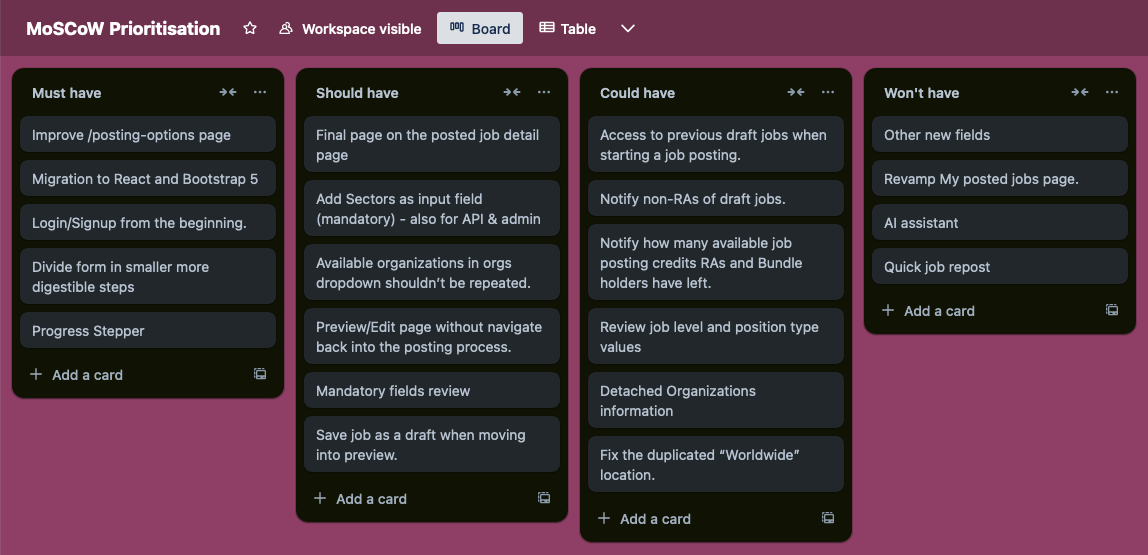 MoSCoW Prioritisation
Workspace visible
Board
Table
Must have
Improve /posting-options page
Migration to React and Bootstrap 5
Login/Signup from the beginning.
Divide form in smaller more
digestible steps
Progress Stepper
Add a card
Should have
Final page on the posted job detail
page
Add Sectors as input field
(mandatory) - also for API & admin
Available organizations in orgs
dropdown shouldn’t be repeated.
Preview/Edit page without navigate
back into the posting process.
Mandatory fields review
Save job as a draft when moving
into preview.
Add a card
Could have
Access to previous draft jobs when
starting a job posting.
Notify non-RAs of draft jobs.
Notify how many available job
posting credits RAs and Bundle
holders have left.
Review job level and position type
values
Detached Organizations
information
Fix the duplicated “Worldwide”
location.
Add a card
Won't have
Other new fields
Revamp My posted jobs page.
AI assistant
Quick job repost
Add a card